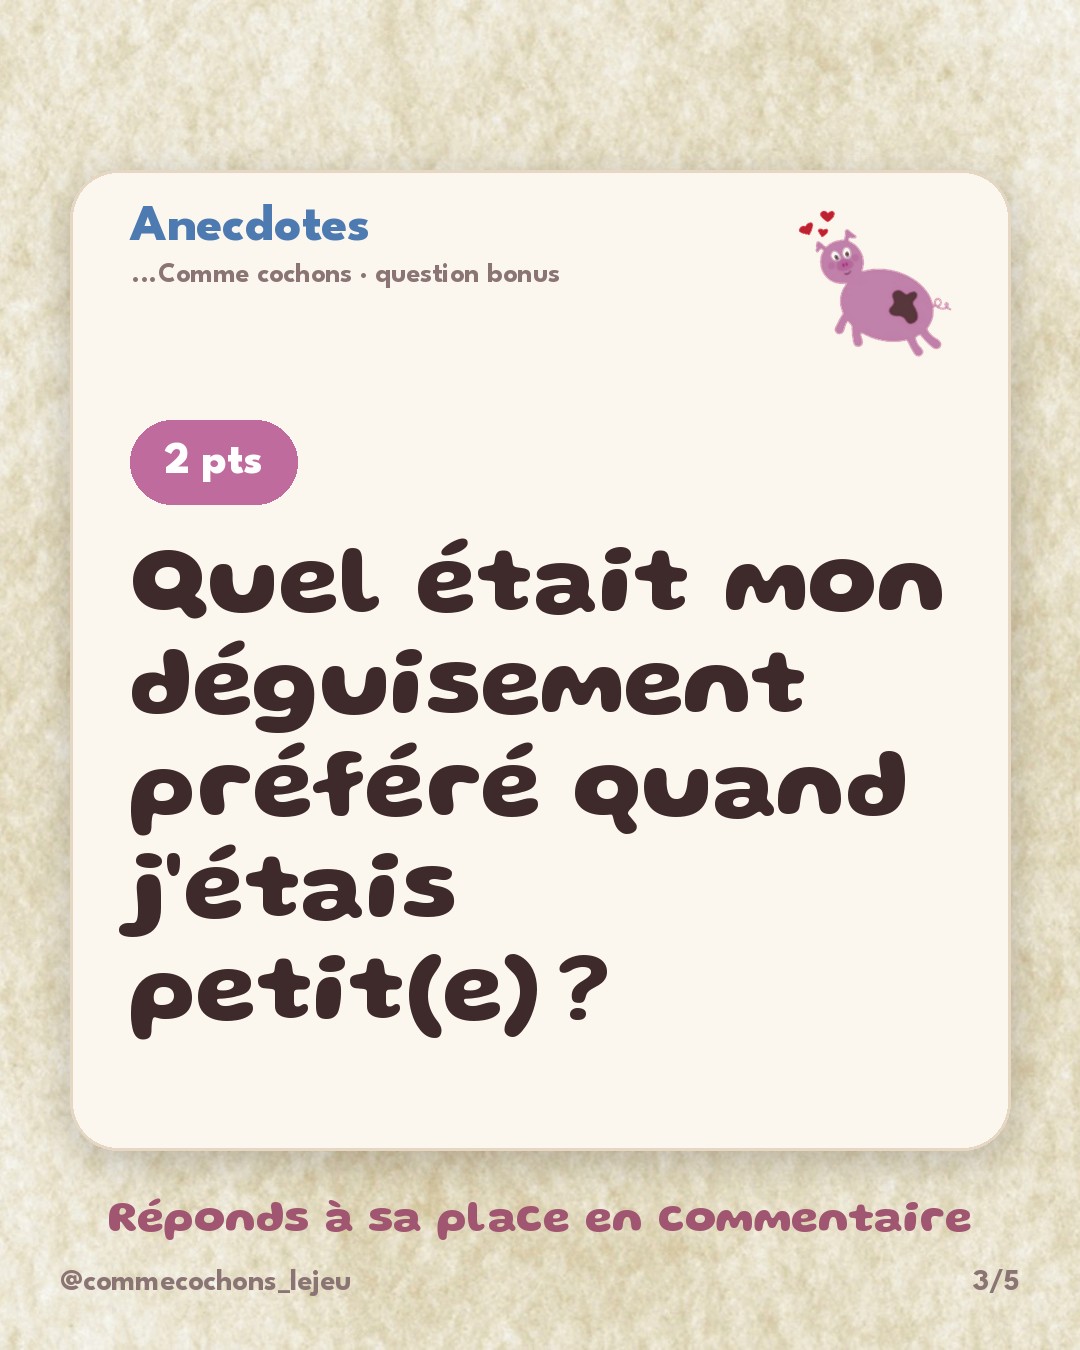 Anecdotes
...Comme cochons · question bonus
2 pts
Quel était mon
déguisement
préféré quand
j'étais
petit(e) ?
Réponds à sa place en commentaire
@commecochons_lejeu
3/5